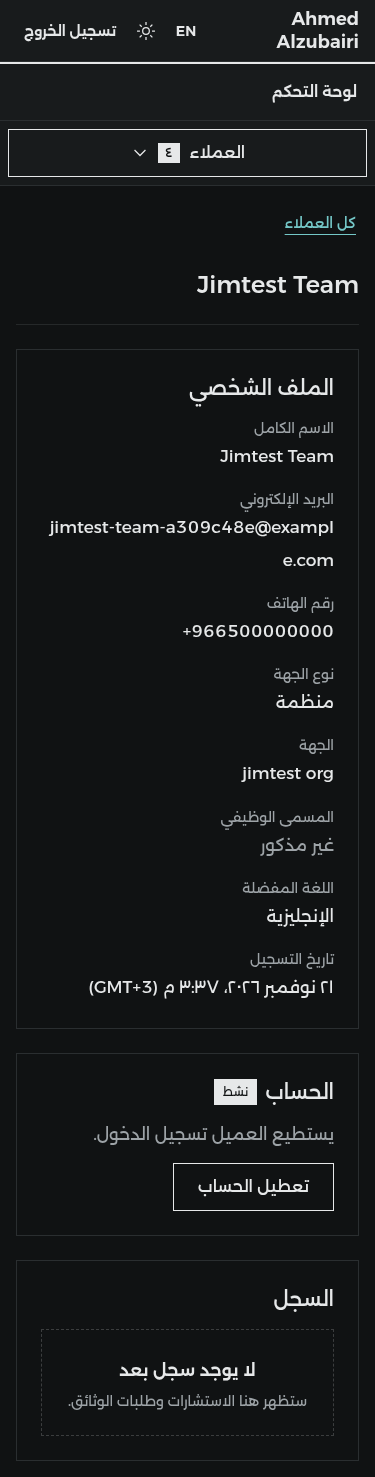 Ahmed
Alzubairi
EN
تسجيل الخروج
لوحة التحكم
العملاء ٤
كل العملاء
Jimtest Team
الملف الشخصي
الاسم الكامل
Jimtest Team
البريد الإلكتروني
jimtest-team-a309c48e@exampl
e.com
رقم الهاتف
+966500000000
نوع الجهة
منظمة
الجهة
jimtest org
المسمى الوظيفي
غير مذكور
اللغة المفضلة
الإنجليزية
تاريخ التسجيل
٢١ نوفمبر ٢٠٢٦، ٣:٣٧ م (GMT+3)
الحساب نشط
يستطيع العميل تسجيل الدخول.
تعطيل الحساب
السجل
لا يوجد سجل بعد
ستظهر هنا الاستشارات وطلبات الوثائق.